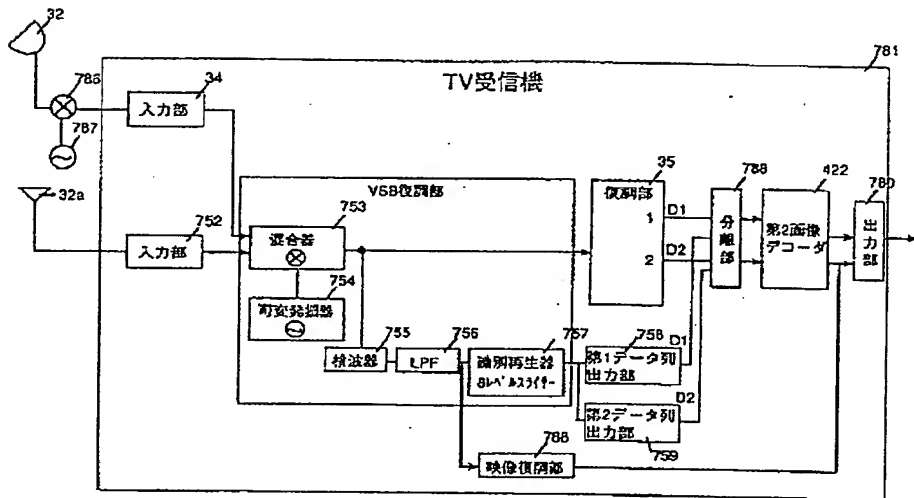 32
786
787
34
入力部
781
TV受信機
32a
752
入力部
VSB復調部
753
混合器
754
可変発振器
755
検波器
756
LPF
757
識別再生器
8レベルスライサー
35
復調部
1
D1
2
D2
788
分離部
422
第2画像
デコーダ
780
出力部
758
D1
第1データ列
出力部
D2
第2データ列
出力部
759
788
映像復調部